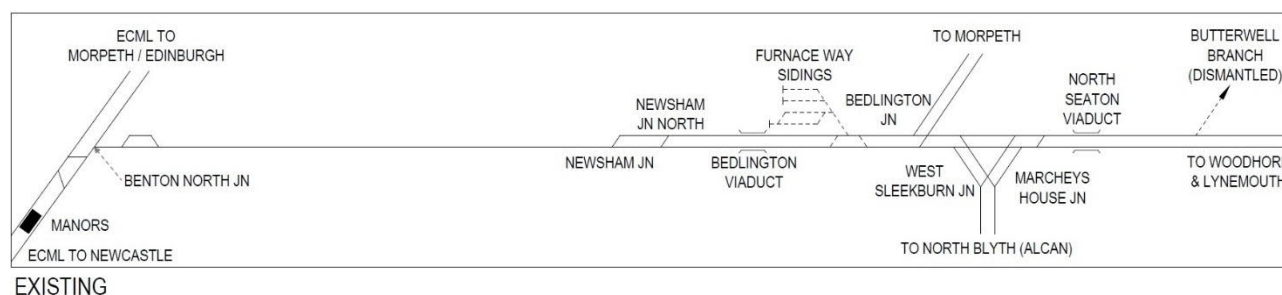 ECML TO
MORPETH / EDINBURGH
BENTON NORTH JN
MANORS
ECML TO NEWCASTLE
NEWSHAM
JN NORTH
NEWSHAM JN
FURNACE WAY
SIDINGS
BEDLINGTON
VIADUCT
BEDLINGTON
JN
TO MORPETH
WEST
SLEEKBURN JN
MARCHEYS
HOUSE JN
TO NORTH BLYTH (ALCAN)
NORTH
SEATON
VIADUCT
BUTTERWELL
BRANCH
(DISMANTLED)
TO WOODHOR
& LYNEMOUTH
EXISTING